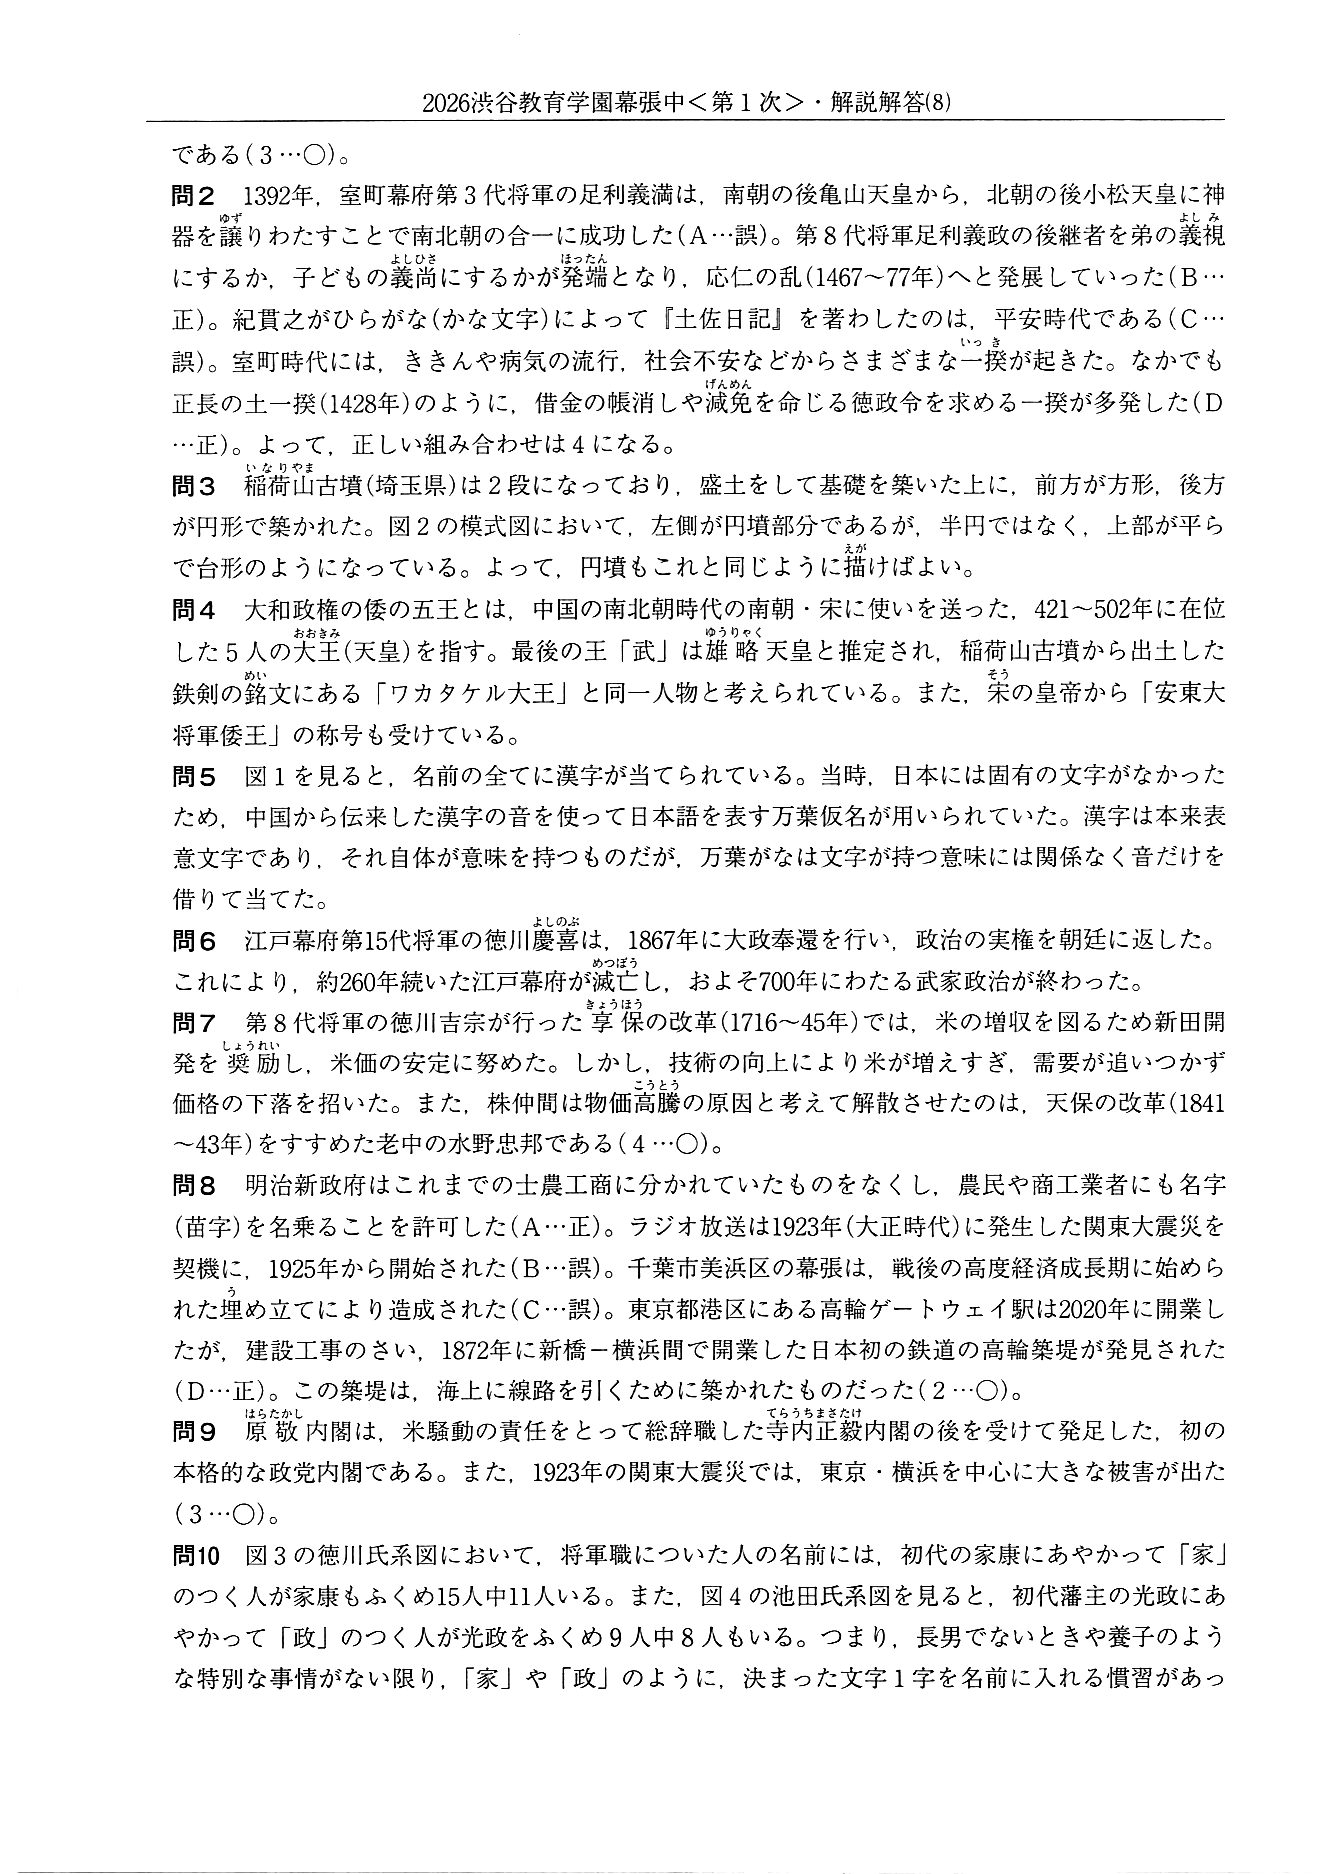 2026渋谷教育学園幕張中＜第１次＞・解説解答(8)
である(３…○)。
問２　1392年，室町幕府第３代将軍の足利義満は，南朝の後亀山天皇から，北朝の後小松天皇に神
器を譲りわたすことで南北朝の合一に成功した(Ａ…誤)。第８代将軍足利義政の後継者を弟の義視
にするか，子どもの義尚にするかが発端となり，応仁の乱(1467～77年)へと発展していった(Ｂ…
正)。紀貫之がひらがな(かな文字)によって『土佐日記』を著わしたのは，平安時代である(Ｃ…
誤)。室町時代には，ききんや病気の流行，社会不安などからさまざまな一揆が起きた。なかでも
正長の土一揆(1428年)のように，借金の帳消しや減免を命じる徳政令を求める一揆が多発した(Ｄ
…正)。よって，正しい組み合わせは４になる。
問３　稲荷山古墳(埼玉県)は２段になっており，盛土をして基礎を築いた上に，前方が方形，後方
が円形で築かれた。図２の模式図において，左側が円墳部分であるが，半円ではなく，上部が平ら
で台形のようになっている。よって，円墳もこれと同じように描けばよい。
問４　大和政権の倭の五王とは，中国の南北朝時代の南朝・宋に使いを送った，421～502年に在位
した５人の大王(天皇)を指す。最後の王「武」は雄略天皇と推定され，稲荷山古墳から出土した
鉄剣の銘文にある「ワカタケル大王」と同一人物と考えられている。また，宋の皇帝から「安東大
将軍倭王」の称号も受けている。
問５　図１を見ると，名前の全てに漢字が当てられている。当時，日本には固有の文字がなかった
ため，中国から伝来した漢字の音を使って日本語を表す万葉仮名が用いられていた。漢字は本来表
意文字であり，それ自体が意味を持つものだが，万葉がなは文字が持つ意味には関係なく音だけを
借りて当てた。
問６　江戸幕府第15代将軍の徳川慶喜は，1867年に大政奉還を行い，政治の実権を朝廷に返した。
これにより，約260年続いた江戸幕府が滅亡し，およそ700年にわたる武家政治が終わった。
問７　第８代将軍の徳川吉宗が行った享保の改革(1716～45年)では，米の増収を図るため新田開
発を奨励し，米価の安定に努めた。しかし，技術の向上により米が増えすぎ，需要が追いつかず
価格の下落を招いた。また，株仲間は物価高騰の原因と考えて解散させたのは，天保の改革(1841
～43年)をすすめた老中の水野忠邦である(４…○)。
問８　明治新政府はこれまでの士農工商に分かれていたものをなくし，農民や商工業者にも名字
(苗字)を名乗ることを許可した(Ａ…正)。ラジオ放送は1923年(大正時代)に発生した関東大震災を
契機に，1925年から開始された(Ｂ…誤)。千葉市美浜区の幕張は，戦後の高度経済成長期に始めら
れた埋め立てにより造成された(Ｃ…誤)。東京都港区にある高輪ゲートウェイ駅は2020年に開業し
たが，建設工事のさい，1872年に新橋－横浜間で開業した日本初の鉄道の高輪築堤が発見された
(Ｄ…正)。この築堤は，海上に線路を引くために築かれたものだった(２…○)。
問９　原敬内閣は，米騒動の責任をとって総辞職した寺内正毅内閣の後を受けて発足した，初の
本格的な政党内閣である。また，1923年の関東大震災では，東京・横浜を中心に大きな被害が出た
(３…○)。
問10　図３の徳川氏系図において，将軍職についた人の名前には，初代の家康にあやかって「家」
のつく人が家康もふくめ15人中11人いる。また，図４の池田氏系図を見ると，初代藩主の光政にあ
やかって「政」のつく人が光政をふくめ９人中８人もいる。つまり，長男でないときや養子のよう
な特別な事情がない限り，「家」や「政」のように，決まった文字１字を名前に入れる慣習があっ